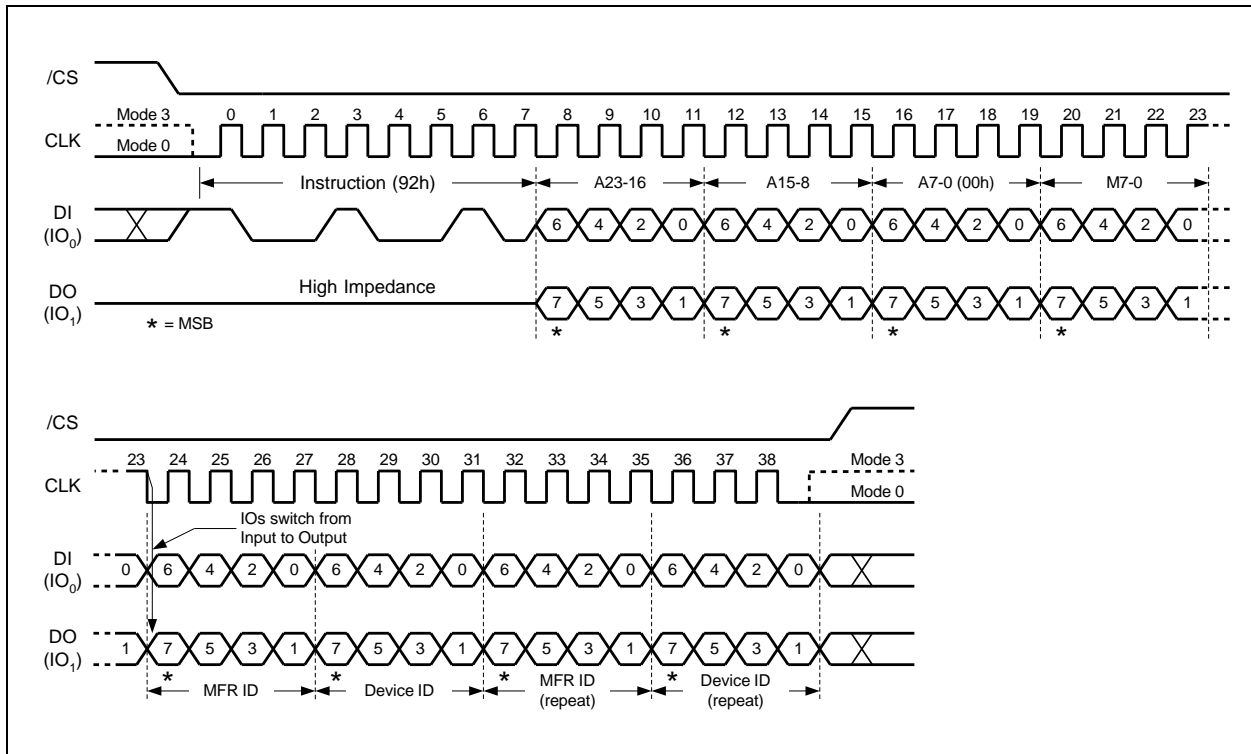 /CS
Mode 3 0 1 2 3 4 5 6 7 8 9 10 11 12 13 14 15 16 17 18 19 20 21 22 23
CLK
Mode 0
Instruction (92h) A23-16 A15-8 A7-0 (00h) M7-0
DI
(IO0)
6 4 2 0 6 4 2 0 6 4 2 0 6 4 2 0
High Impedance
DO
(IO1)
7 5 3 1 7 5 3 1 7 5 3 1 7 5 3 1
* = MSB
* * * *
/CS
23 24 25 26 27 28 29 30 31 32 33 34 35 36 37 38 Mode 3
CLK
Mode 0
IOs switch from
Input to Output
DI
(IO0)
0 6 4 2 0 6 4 2 0 6 4 2 0 6 4 2 0
DO
(IO1)
1 7 5 3 1 7 5 3 1 7 5 3 1 7 5 3 1
* * * *
MFR ID Device ID MFR ID
(repeat)
Device ID
(repeat)